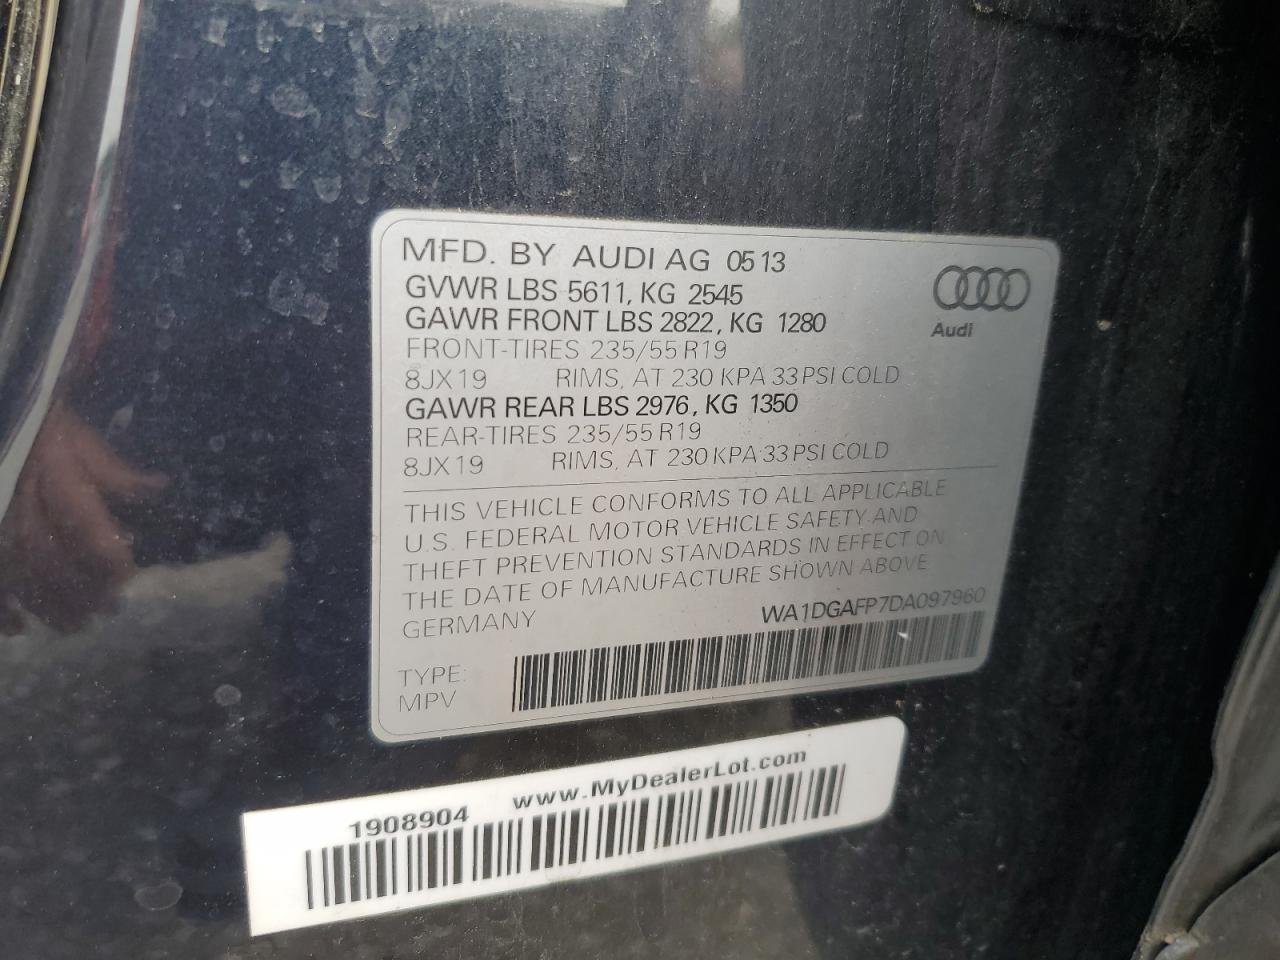 MFD. BY AUDI AG 0513
GVWR LBS 5611, KG 2545
GAWR FRONT LBS 2822, KG 1280
FRONT-TIRES 235/55 R19
8JX19 RIMS, AT 230 KPA 33 PSI COLD
GAWR REAR LBS 2976, KG 1350
REAR-TIRES 235/55 R19
8JX19 RIMS, AT 230 KPA 33 PSI COLD
Audi
THIS VEHICLE CONFORMS TO ALL APPLICABLE
U.S. FEDERAL MOTOR VEHICLE SAFETY AND
THEFT PREVENTION STANDARDS IN EFFECT ON
THE DATE OF MANUFACTURE SHOWN ABOVE
GERMANY WA1DGAFP7DA097960
TYPE:
MPV
1908904 www.MyDealerLot.com